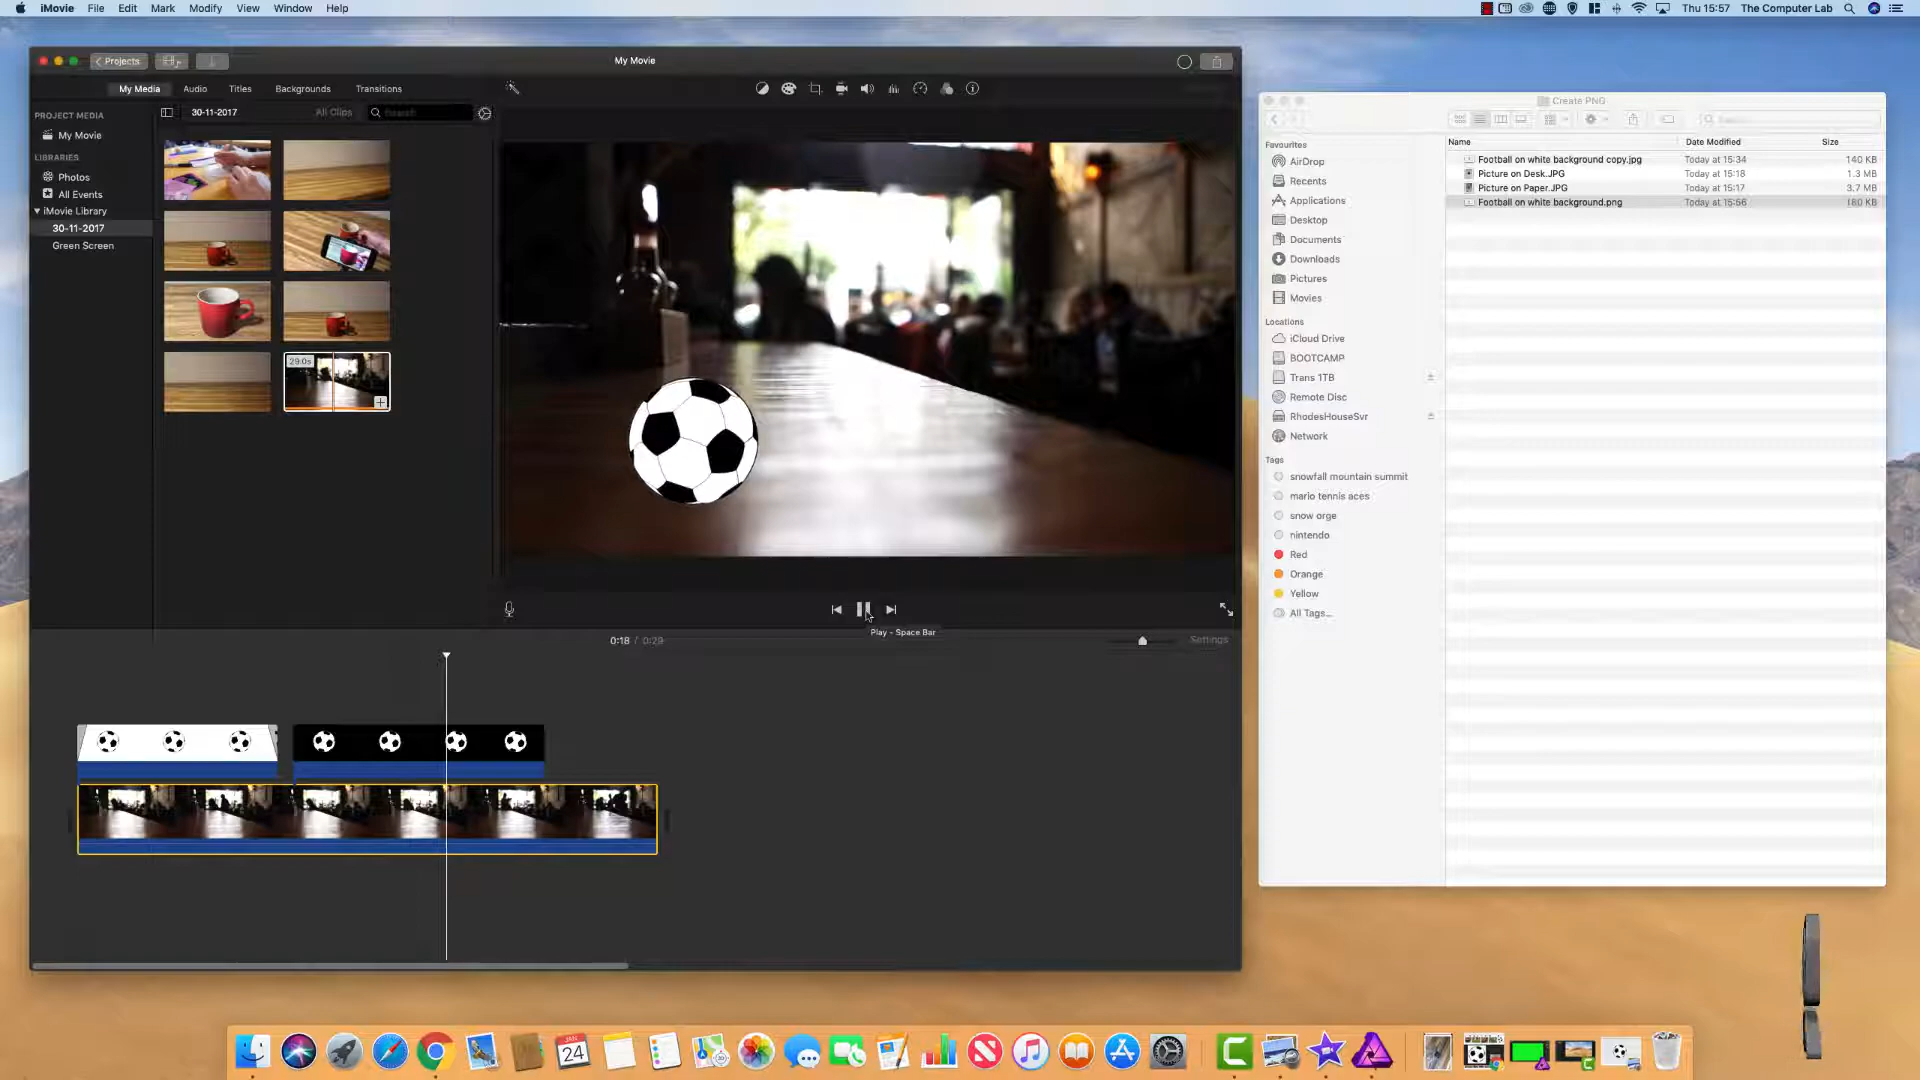 iMovie File Edit Mark Modify View Window Help
Thu 15:57 The Computer Lab
Projects
My Movie
My Media Audio Titles Backgrounds Transitions
PROJECT MEDIA
My Movie
LIBRARIES
Photos
All Events
iMovie Library
30-11-2017
Green Screen
30-11-2017 All Clips Search
29.0s
Play - Space Bar
0:18 / 0:29
Settings
Create PNG
Search
Favourites
AirDrop
Recents
Applications
Desktop
Documents
Downloads
Pictures
Movies
Locations
iCloud Drive
BOOTCAMP
Trans 1TB
Remote Disc
RhodesHouseSvr
Network
Tags
snowfall mountain summit
mario tennis aces
snow orge
nintendo
Red
Orange
Yellow
All Tags...
Name Date Modified Size
Football on white background copy.jpg Today at 15:34 140 KB
Picture on Desk.JPG Today at 15:18 1.3 MB
Picture on Paper.JPG Today at 15:17 3.7 MB
Football on white background.png Today at 15:56 180 KB
JAN
24